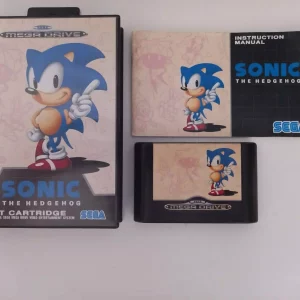 MEGA DRIVE
SONIC
THE HEDGEHOG
T CARTRIDGE
SEGA
INSTRUCTION
MANUAL
SONIC
THE HEDGEHOG
SEGA
MEGA DRIVE